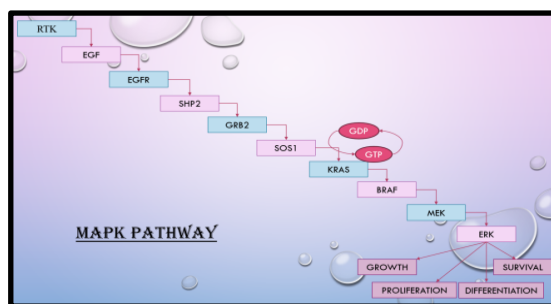 RTK
EGF
EGFR
SHP2
GRB2
SOS1
GDP
GTP
KRAS
BRAF
MEK
MAPK PATHWAY
ERK
GROWTH
SURVIVAL
PROLIFERATION
DIFFERENTIATION